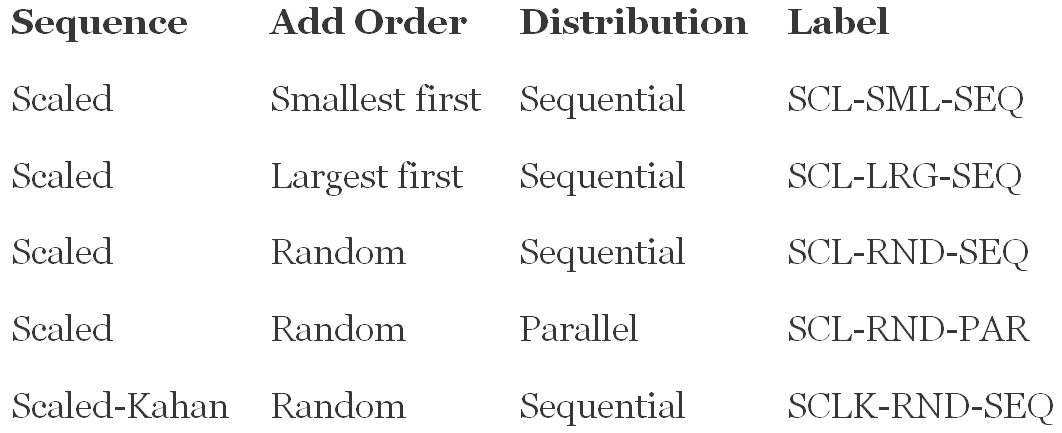 Sequence Add Order Distribution Label
Scaled Smallest first Sequential SCL-SML-SEQ
Scaled Largest first Sequential SCL-LRG-SEQ
Scaled Random Sequential SCL-RND-SEQ
Scaled Random Parallel SCL-RND-PAR
Scaled-Kahan Random Sequential SCLK-RND-SEQ